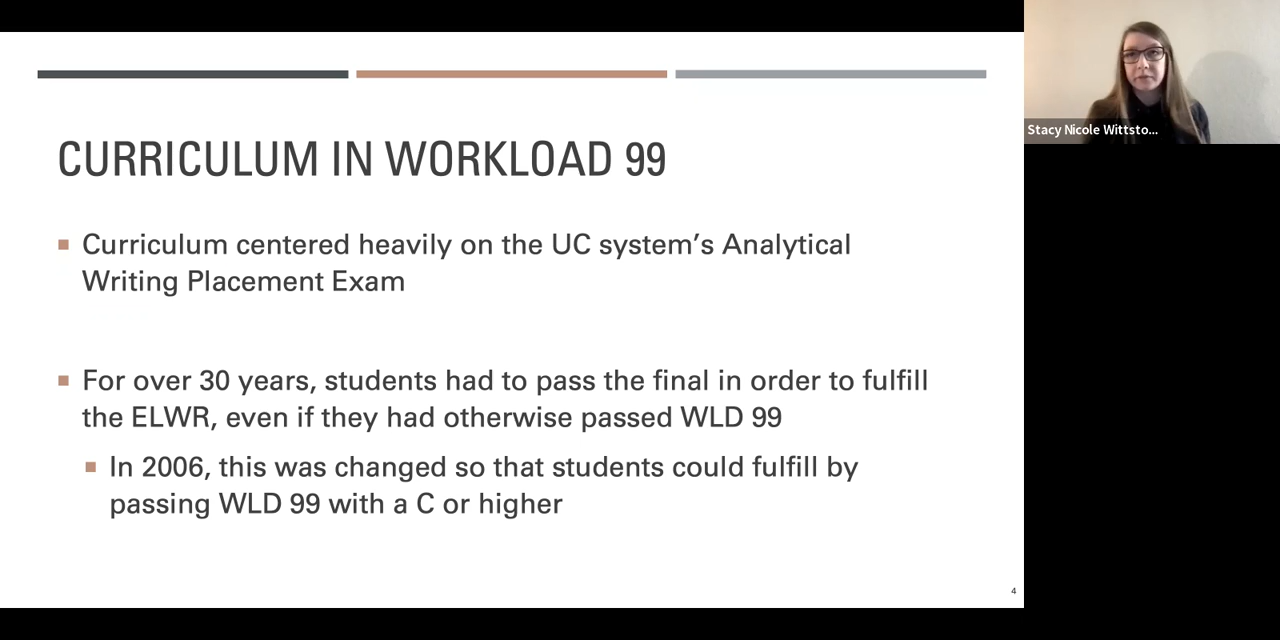 CURRICULUM IN WORKLOAD 99
Curriculum centered heavily on the UC system's Analytical
Writing Placement Exam
For over 30 years, students had to pass the final in order to fulfill
the ELWR, even if they had otherwise passed WLD 99
In 2006, this was changed so that students could fulfill by
passing WLD 99 with a C or higher
4
Stacy Nicole Wittsto...